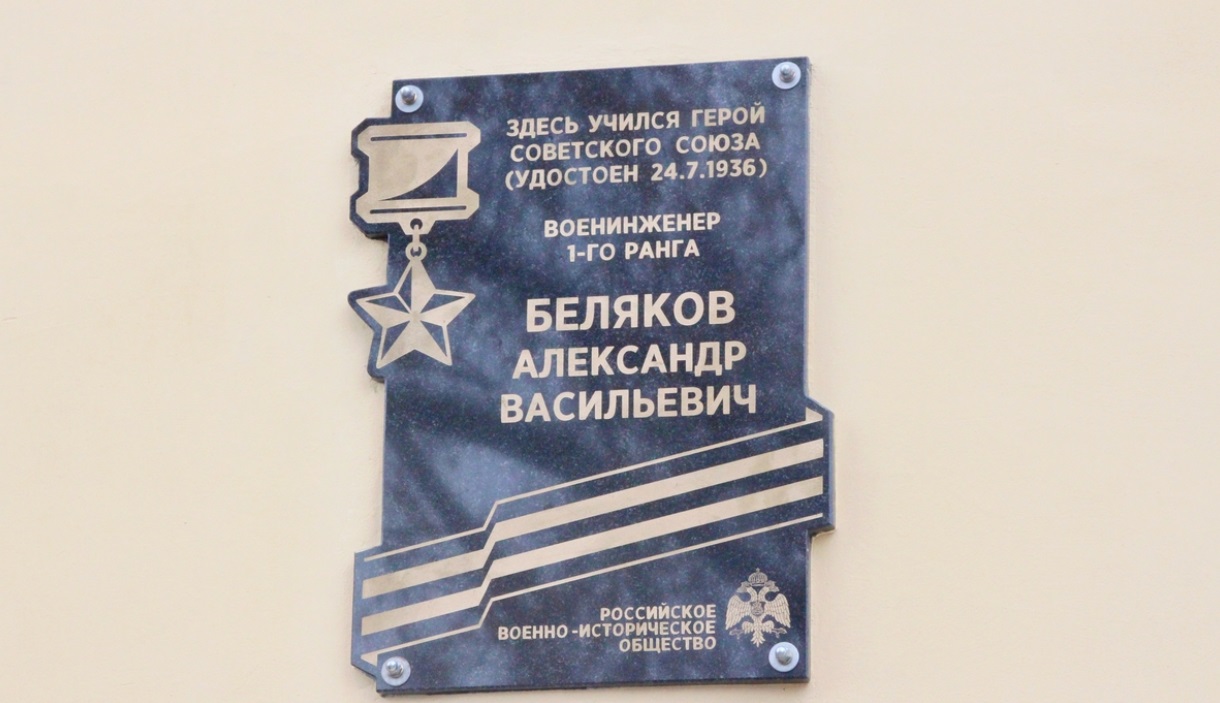 ЗДЕСЬ УЧИЛСЯ ГЕРОЙ
СОВЕТСКОГО СОЮЗА
(УДОСТОЕН 24.7.1936)
ВОЕНИНЖЕНЕР
1-ГО РАНГА
БЕЛЯКОВ
АЛЕКСАНДР
ВАСИЛЬЕВИЧ
РОССИЙСКОЕ
ВОЕННО-ИСТОРИЧЕСКОЕ
ОБЩЕСТВО